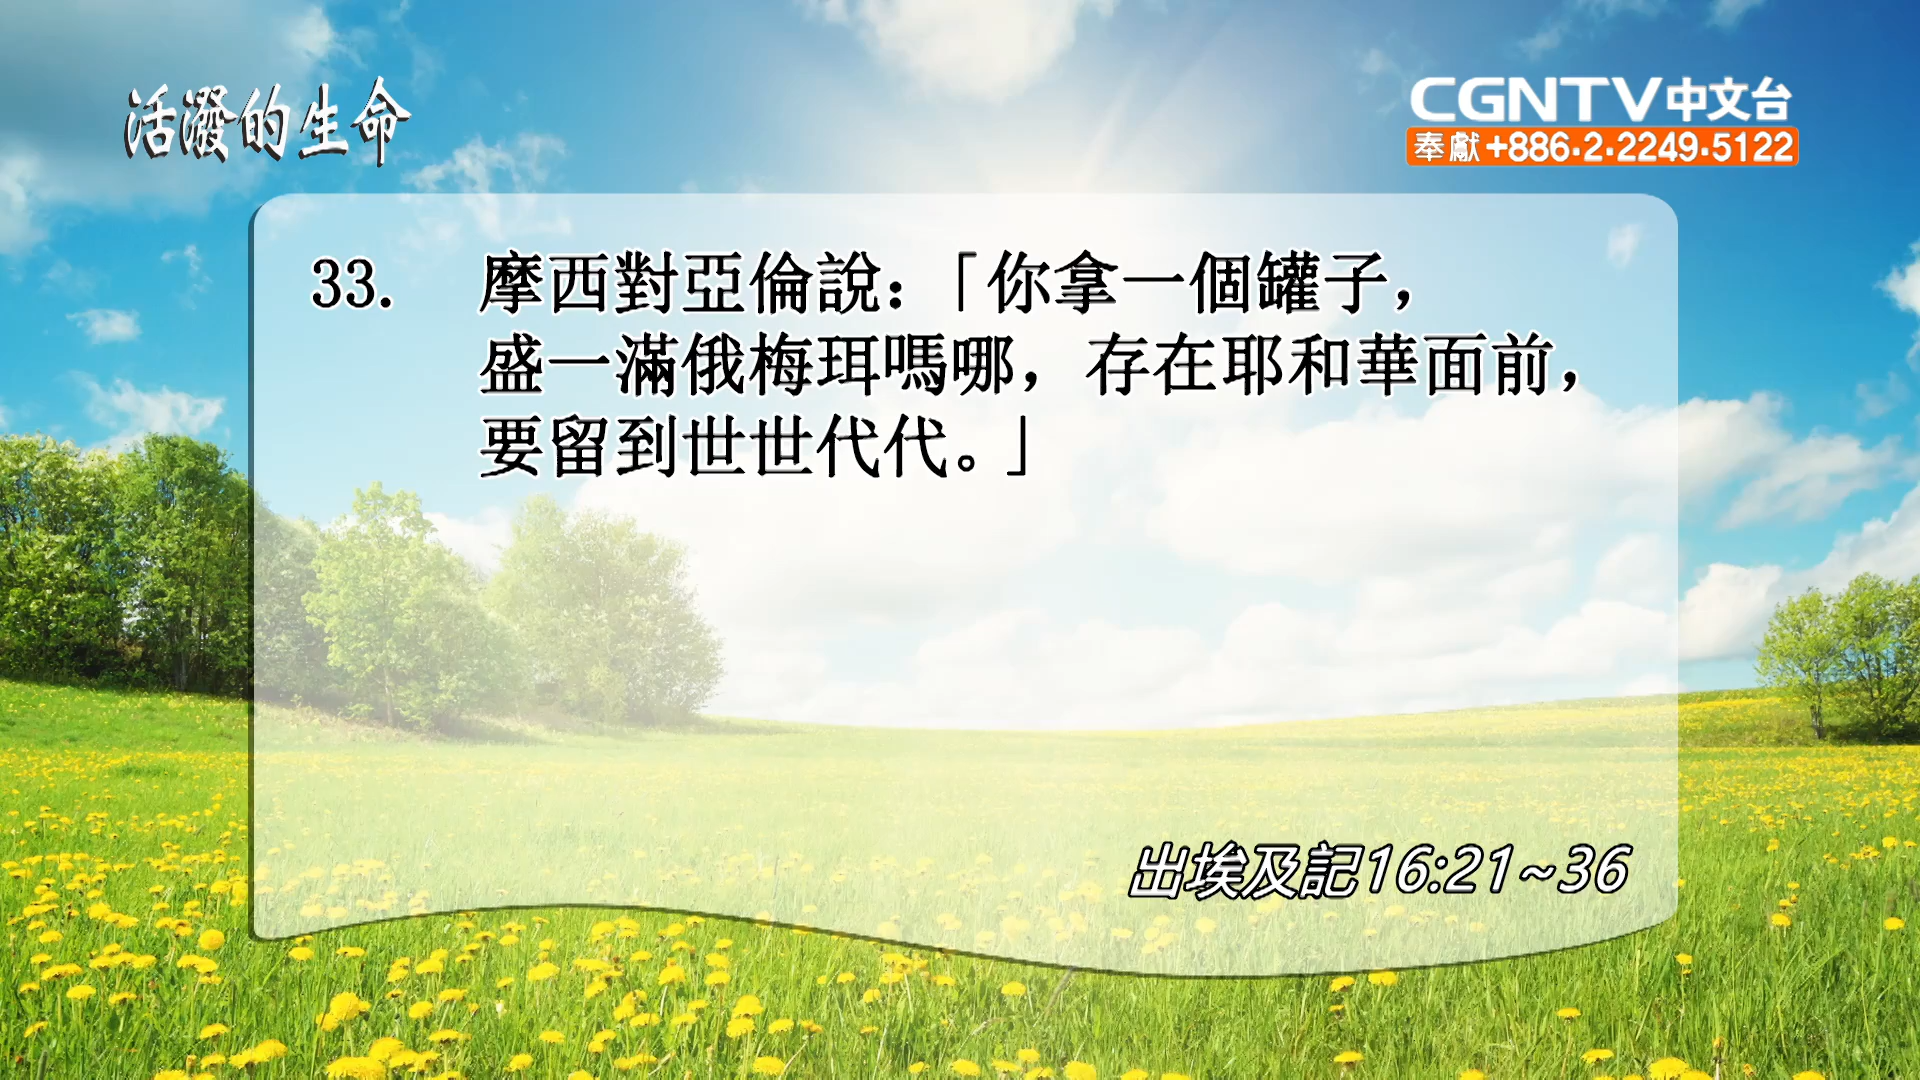 活潑的生命
CGNTV中文台
奉獻+886·2·2249·5122
33. 摩西對亞倫說：「你拿一個罐子，
盛一滿俄梅珥嗎哪，存在耶和華面前，
要留到世世代代。」
出埃及記16:21~36